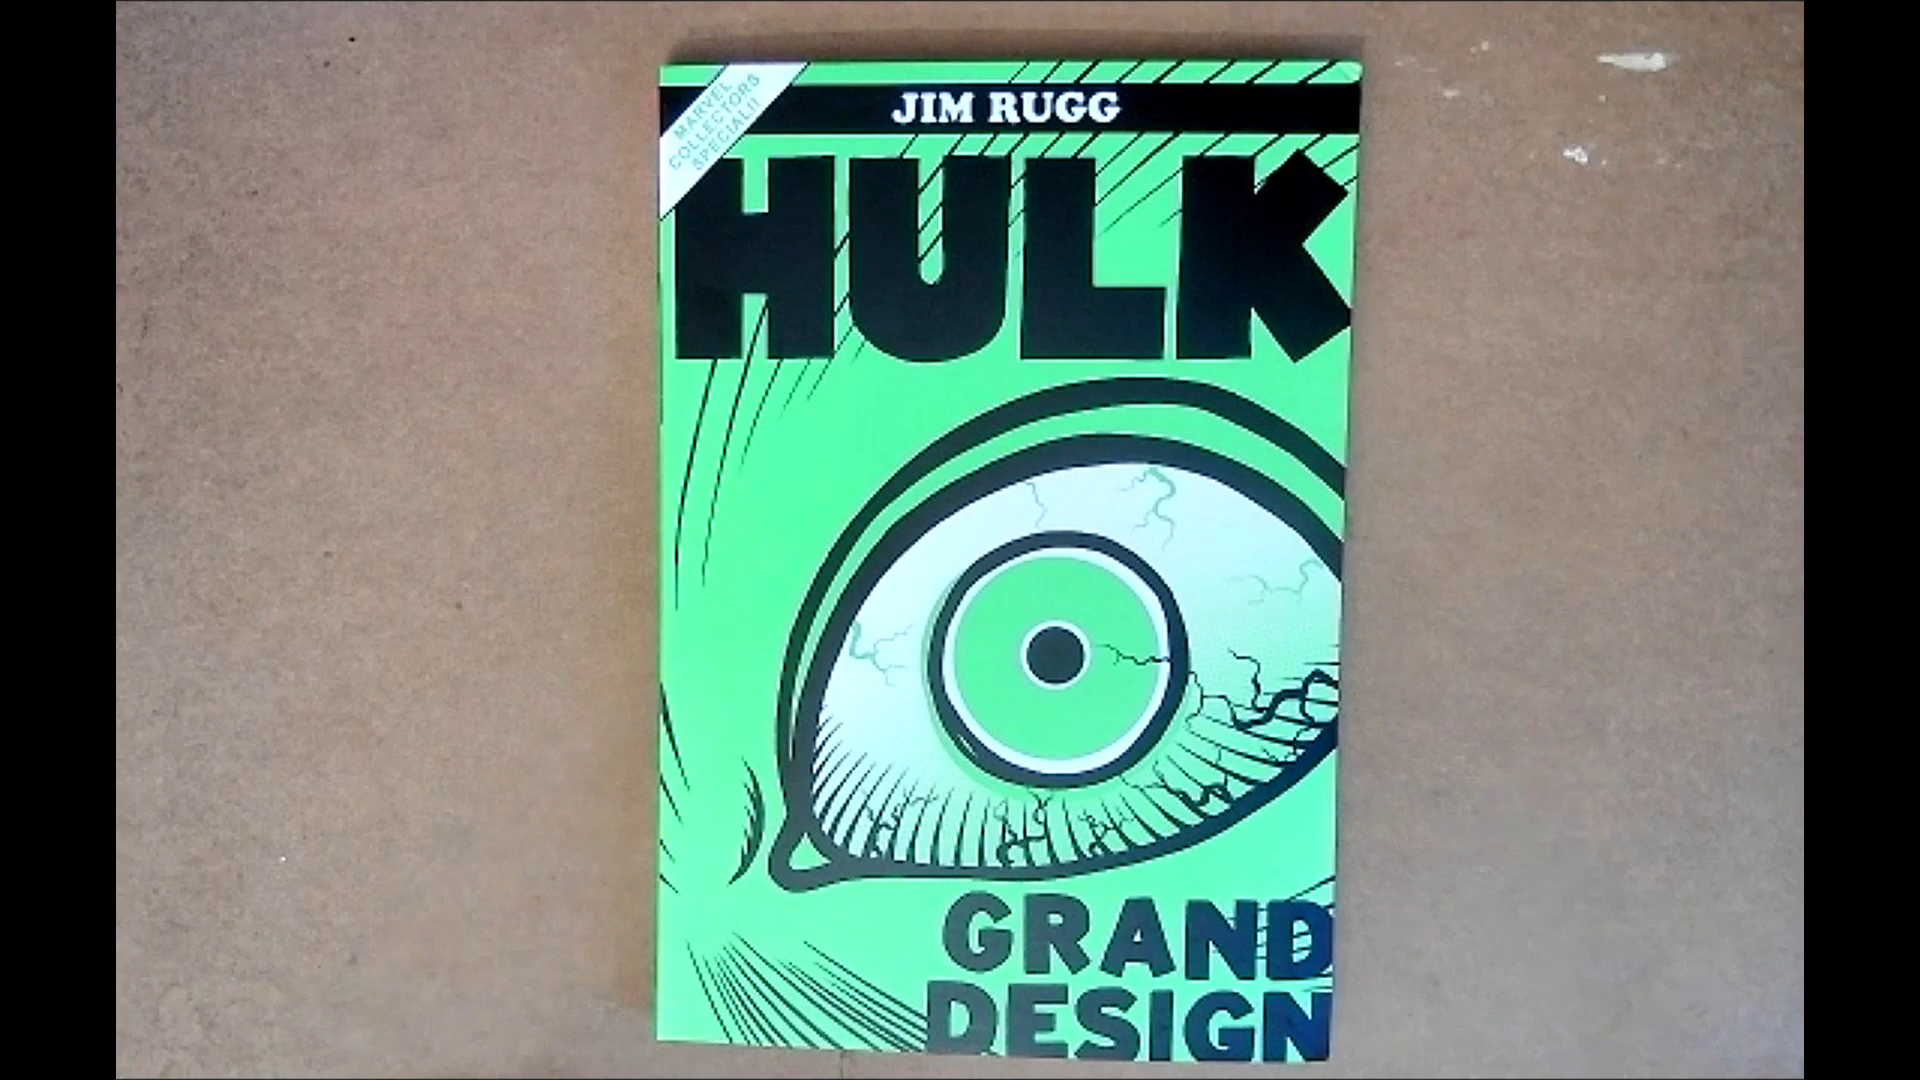 MARVEL
COLLECTORS
SPECIAL!!
JIM RUGG
HULK
GRAND
DESIGN